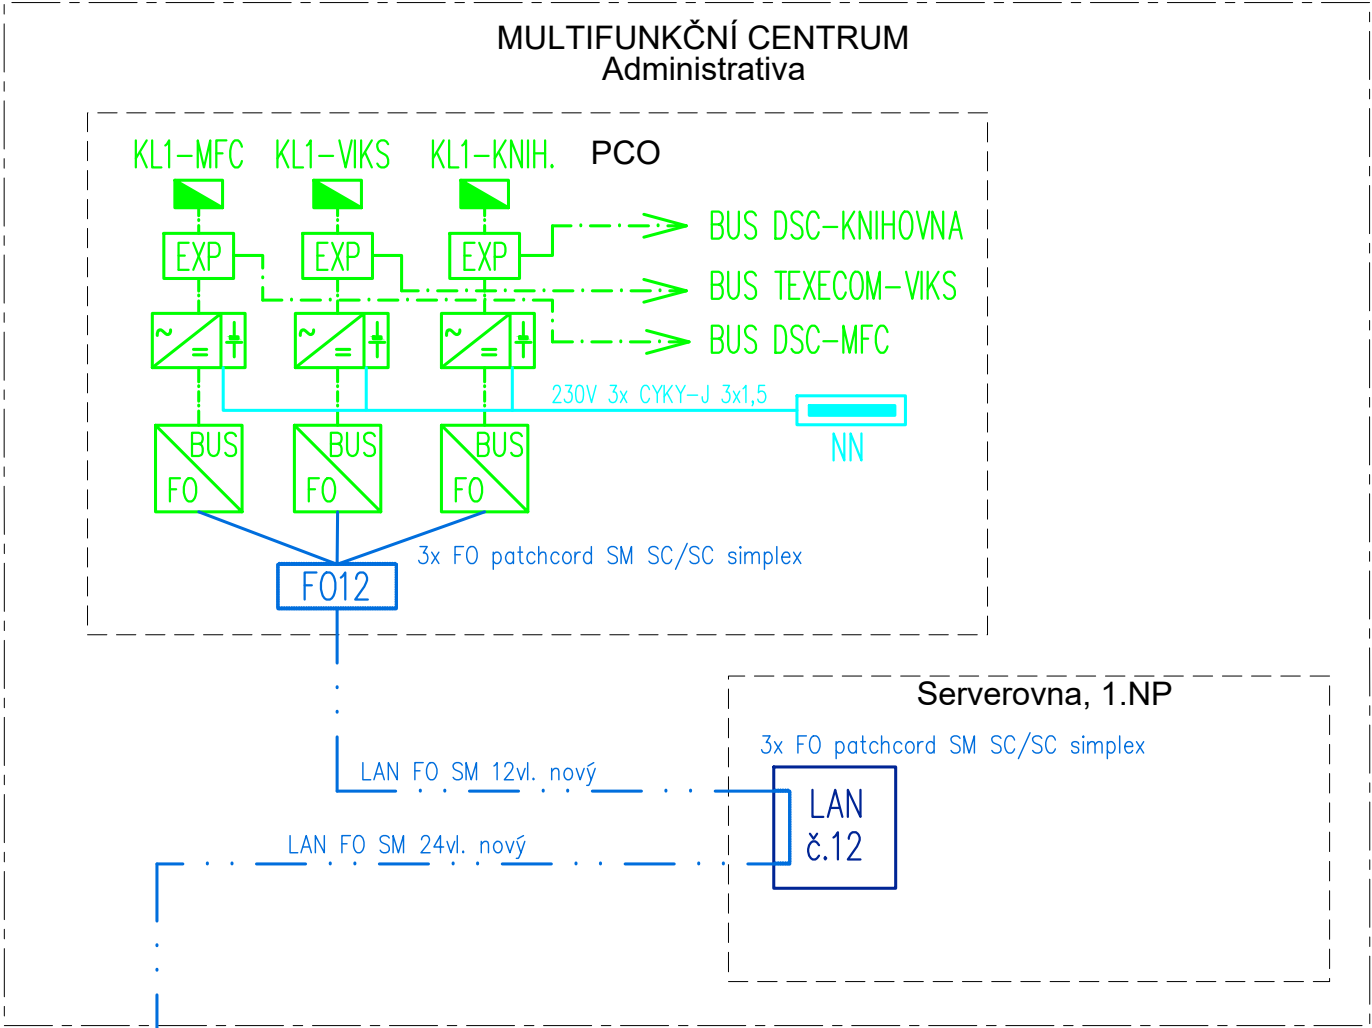 MULTIFUNKČNÍ CENTRUM
Administrativa
KL1-MFC KL1-VIKS KL1-KNIH. PCO
EXP EXP EXP
BUS DSC-KNIHOVNA
BUS TEXECOM-VIKS
BUS DSC-MFC
230V 3x CYKY-J 3x1,5
NN
BUS BUS BUS
FO FO FO
3x FO patchcord SM SC/SC simplex
FO12
Serverovna, 1.NP
3x FO patchcord SM SC/SC simplex
LAN FO SM 12vl. nový
LAN
č.12
LAN FO SM 24vl. nový